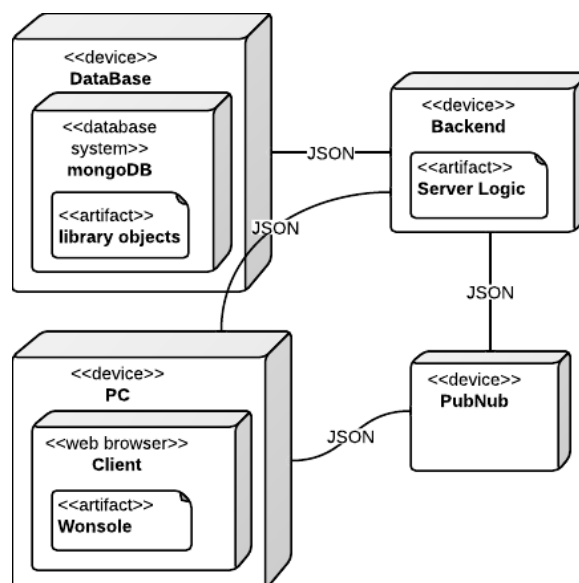 <<device>>
DataBase
<<database
system>>
mongoDB
<<artifact>>
library objects
JSON
<<device>>
Backend
<<artifact>>
Server Logic
JSON
JSON
<<device>>
PC
<<web browser>>
Client
<<artifact>>
Wonsole
JSON
<<device>>
PubNub